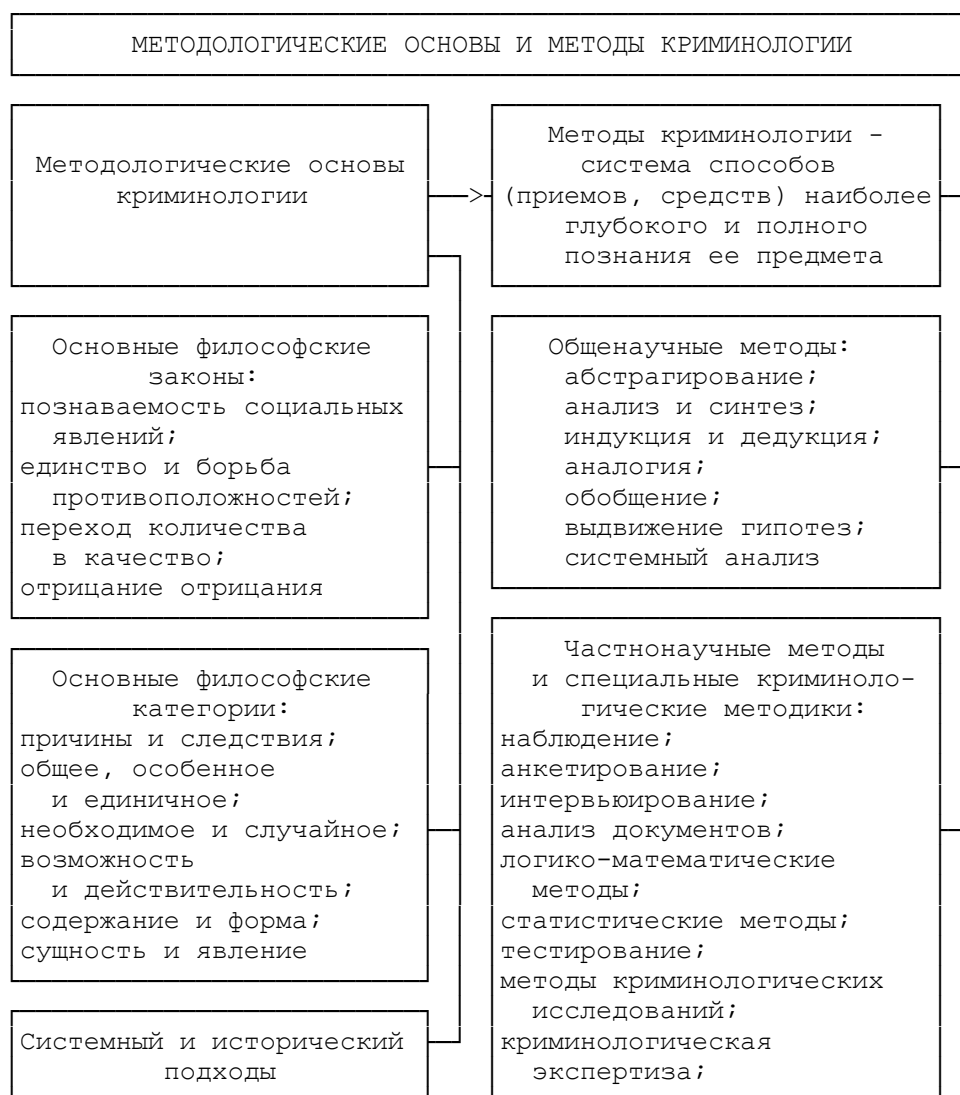 МЕТОДОЛОГИЧЕСКИЕ ОСНОВЫ И МЕТОДЫ КРИМИНОЛОГИИ
Методологические основы
криминологии
Методы криминологии -
система способов
(приемов, средств) наиболее
глубокого и полного
познания ее предмета
Основные философские
законы:
познаваемость социальных
явлений;
единство и борьба
противоположностей;
переход количества
в качество;
отрицание отрицания
Общенаучные методы:
абстрагирование;
анализ и синтез;
индукция и дедукция;
аналогия;
обобщение;
выдвижение гипотез;
системный анализ
Основные философские
категории:
причины и следствия;
общее, особенное
и единичное;
необходимое и случайное;
возможность
и действительность;
содержание и форма;
сущность и явление
Частнонаучные методы
и специальные криминоло-
гические методики:
наблюдение;
анкетирование;
интервьюирование;
анализ документов;
логико-математические
методы;
статистические методы;
тестирование;
методы криминологических
исследований;
криминологическая
экспертиза;
Системный и исторический
подходы